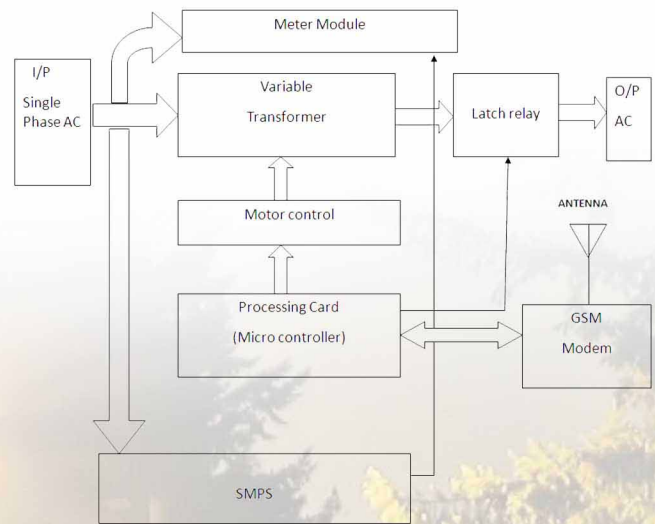 Meter Module
I/P
Single
Phase AC
Variable
Transformer
Latch relay
O/P
AC
Motor control
ANTENNA
Processing Card
(Micro controller)
GSM
Modem
SMPS